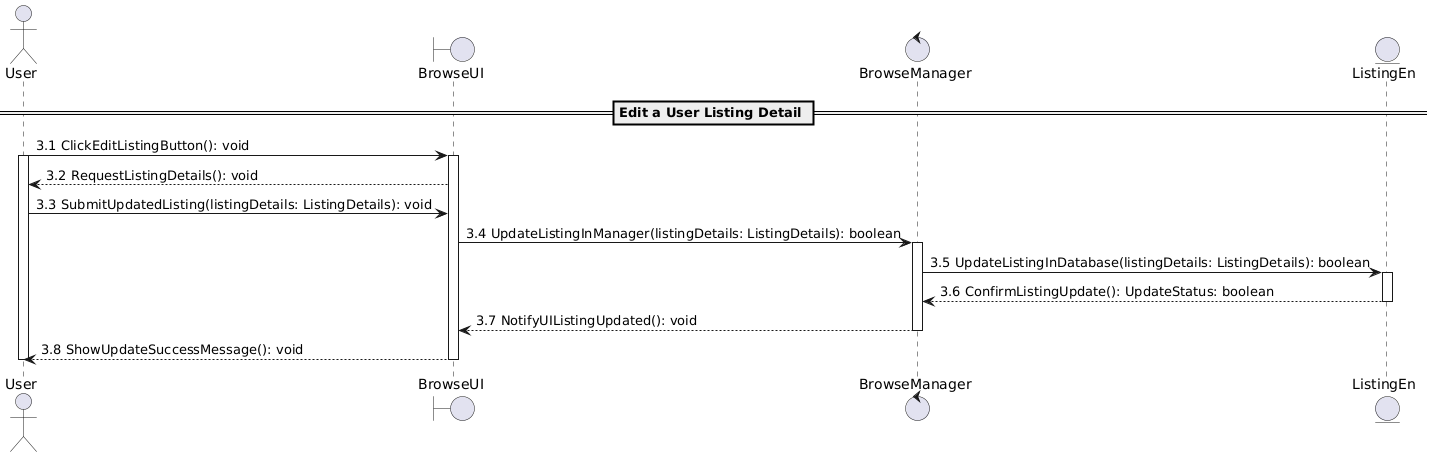 User
BrowseUI
BrowseManager
ListingEn
Edit a User Listing Detail
3.1 ClickEditListingButton(): void
3.2 RequestListingDetails(): void
3.3 SubmitUpdatedListing(listingDetails: ListingDetails): void
3.4 UpdateListingInManager(listingDetails: ListingDetails): boolean
3.5 UpdateListingInDatabase(listingDetails: ListingDetails): boolean
3.6 ConfirmListingUpdate(): UpdateStatus: boolean
3.7 NotifyUIListingUpdated(): void
3.8 ShowUpdateSuccessMessage(): void
User
BrowseUI
BrowseManager
ListingEn